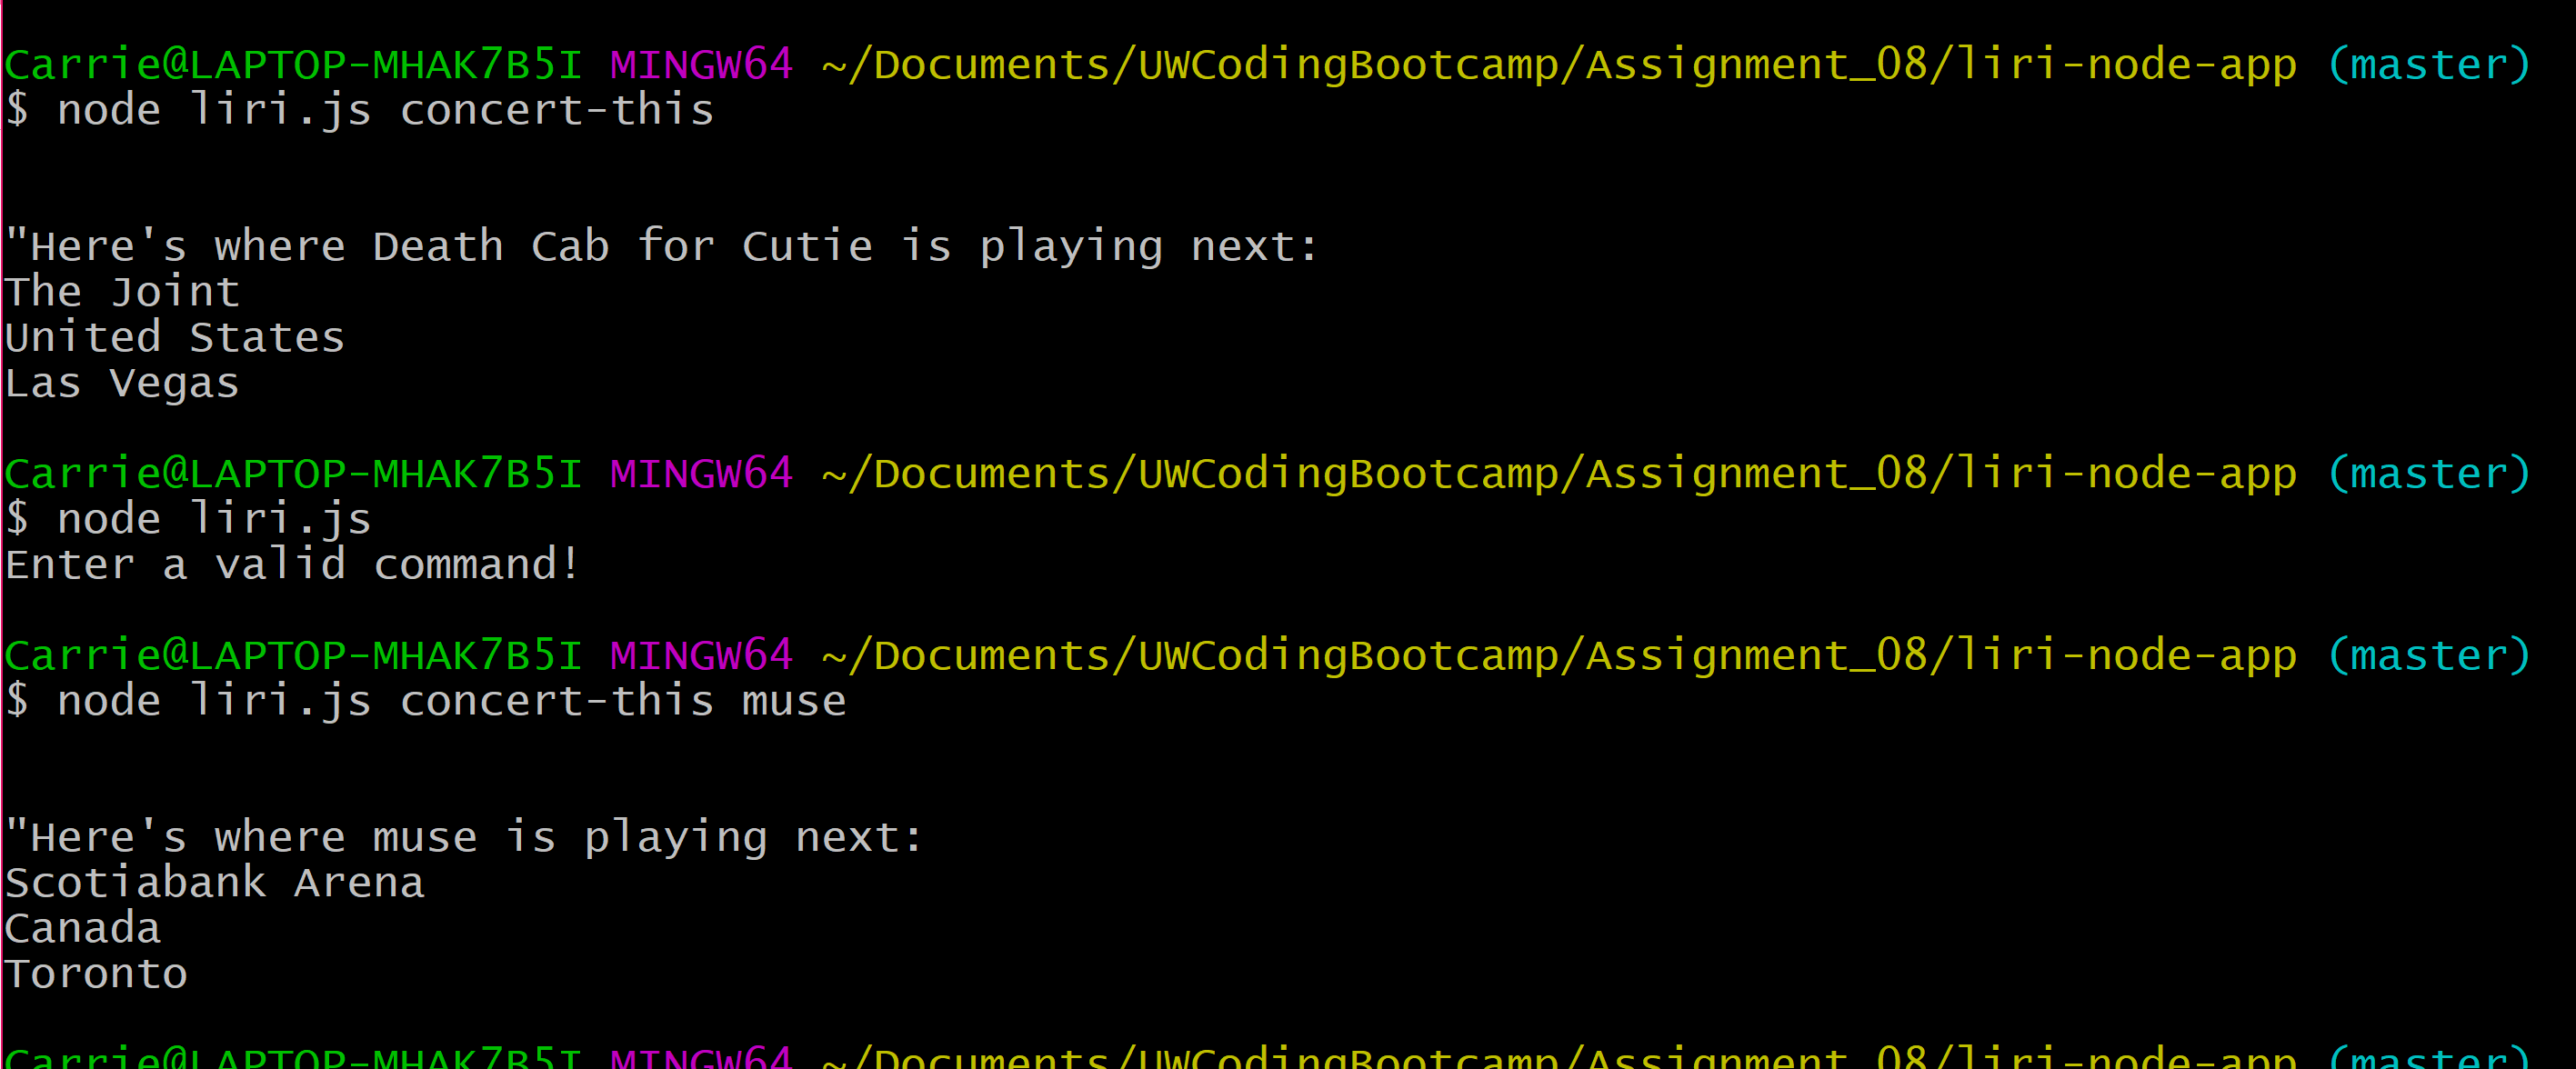 Carrie@LAPTOP-MHAK7B5I MINGW64 ~/Documents/UWCodingBootcamp/Assignment_08/liri-node-app (master)
$ node liri.js concert-this
"Here's where Death Cab for Cutie is playing next:
The Joint
United States
Las Vegas
Carrie@LAPTOP-MHAK7B5I MINGW64 ~/Documents/UWCodingBootcamp/Assignment_08/liri-node-app (master)
$ node liri.js
Enter a valid command!
Carrie@LAPTOP-MHAK7B5I MINGW64 ~/Documents/UWCodingBootcamp/Assignment_08/liri-node-app (master)
$ node liri.js concert-this muse
"Here's where muse is playing next:
Scotiabank Arena
Canada
Toronto
Carrie@LAPTOP-MHAK7B5I MINGW64 ~/Documents/UWCodingBootcamp/Assignment_08/liri-node-app (master)